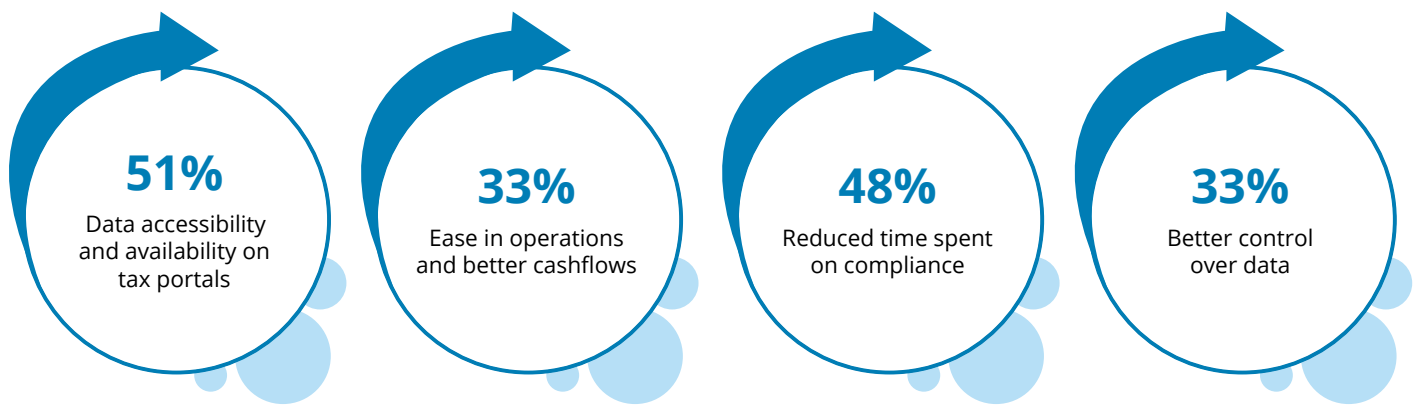 51%
Data accessibility
and availability on
tax portals
33%
Ease in operations
and better cashflows
48%
Reduced time spent
on compliance
33%
Better control
over data